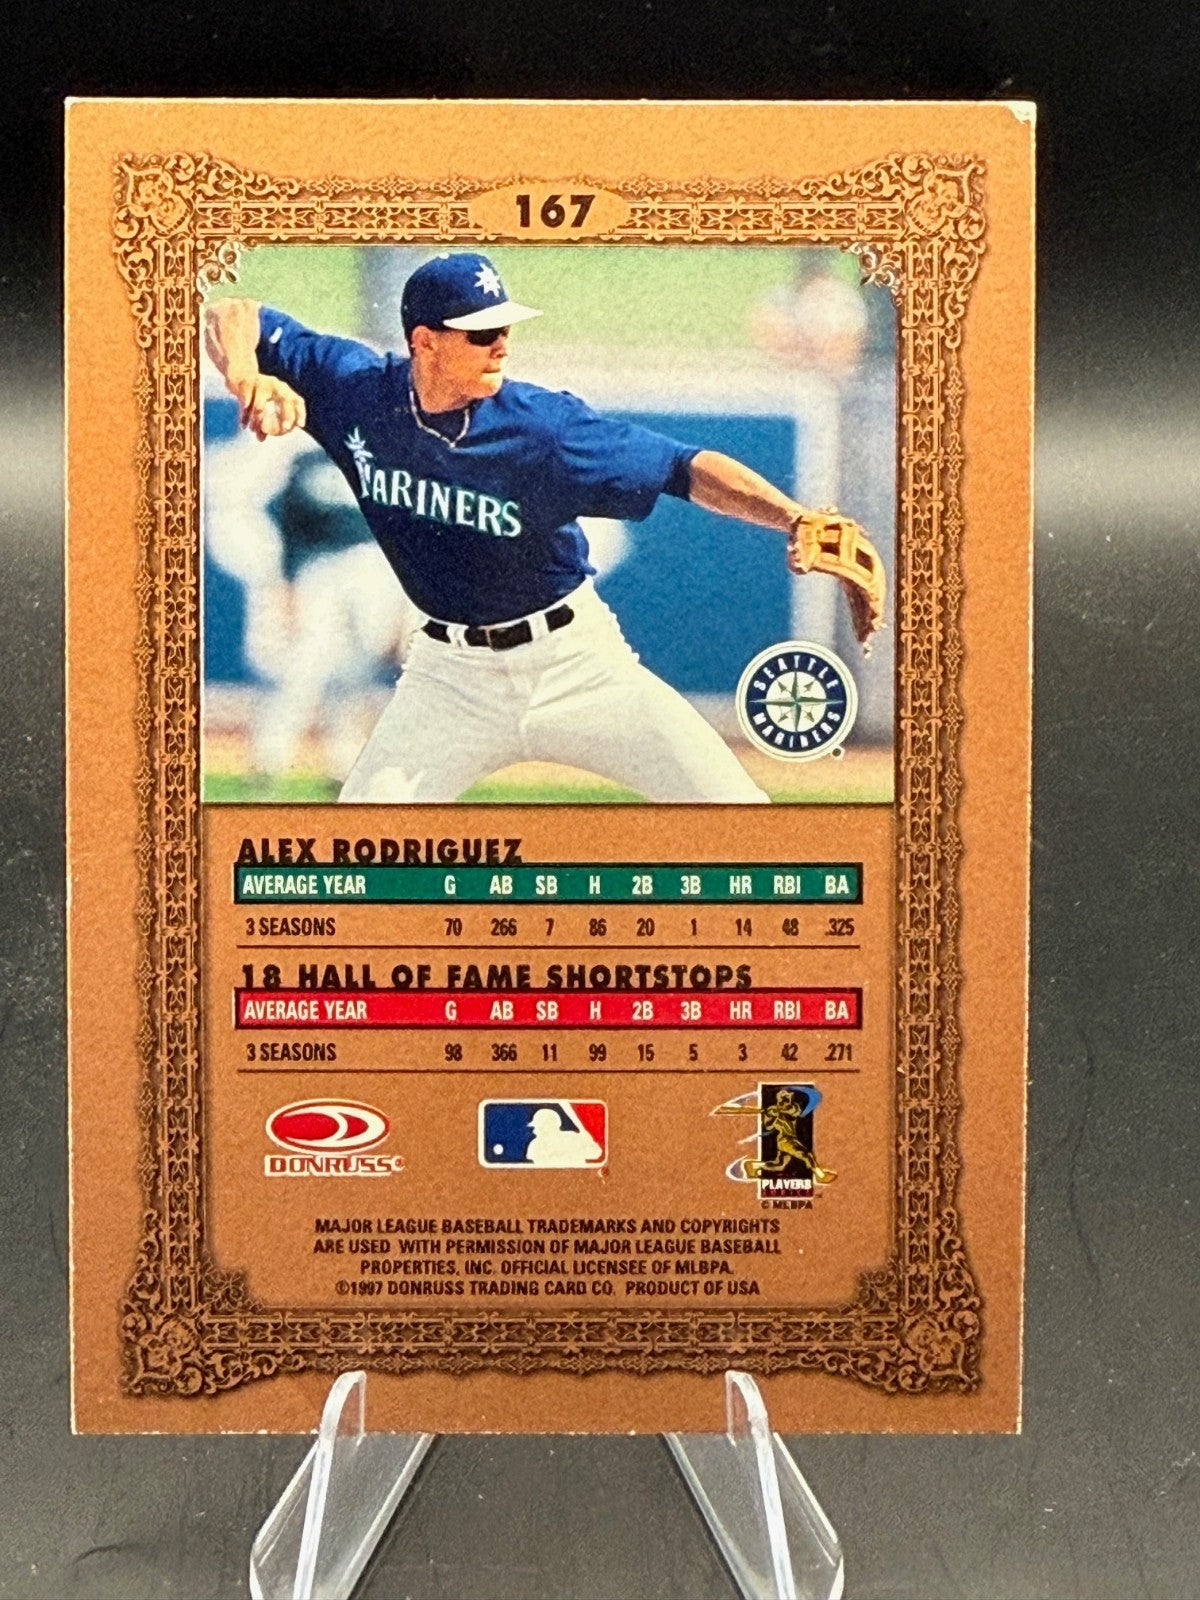 167
MARINERS
SEATTLE
MARINERS
ALEX RODRIGUEZ
AVERAGE YEAR G AB SB H 2B 3B HR RBI BA
3 SEASONS 70 266 7 86 20 1 14 48 .325
18 HALL OF FAME SHORTSTOPS
AVERAGE YEAR G AB SB H 2B 3B HR RBI BA
3 SEASONS 98 366 11 99 15 5 3 42 .271
DONRUSS®
PLAYERS
CHOICE™
© MLBPA
MAJOR LEAGUE BASEBALL TRADEMARKS AND COPYRIGHTS
ARE USED WITH PERMISSION OF MAJOR LEAGUE BASEBALL
PROPERTIES, INC. OFFICIAL LICENSEE OF MLBPA.
©1997 DONRUSS TRADING CARD CO. PRODUCT OF USA